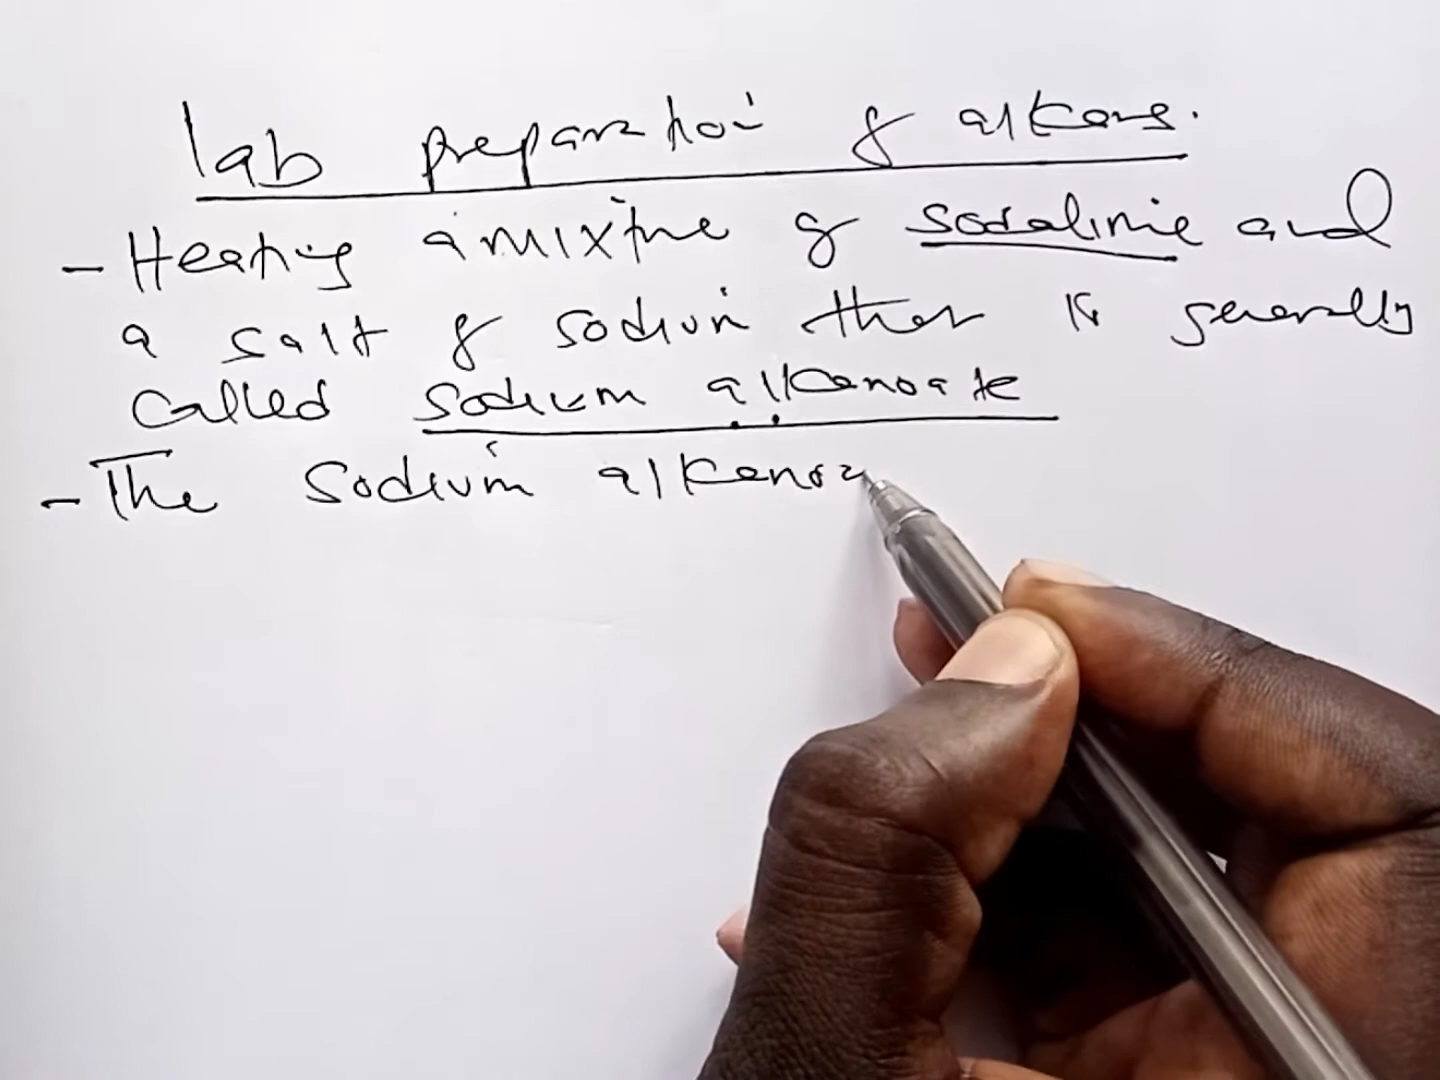 lab preparation of alkans.
- Heating a mixture of sodalime and
a salt of sodium that is generally
called sodium alkanoate
- The sodium alkanoa